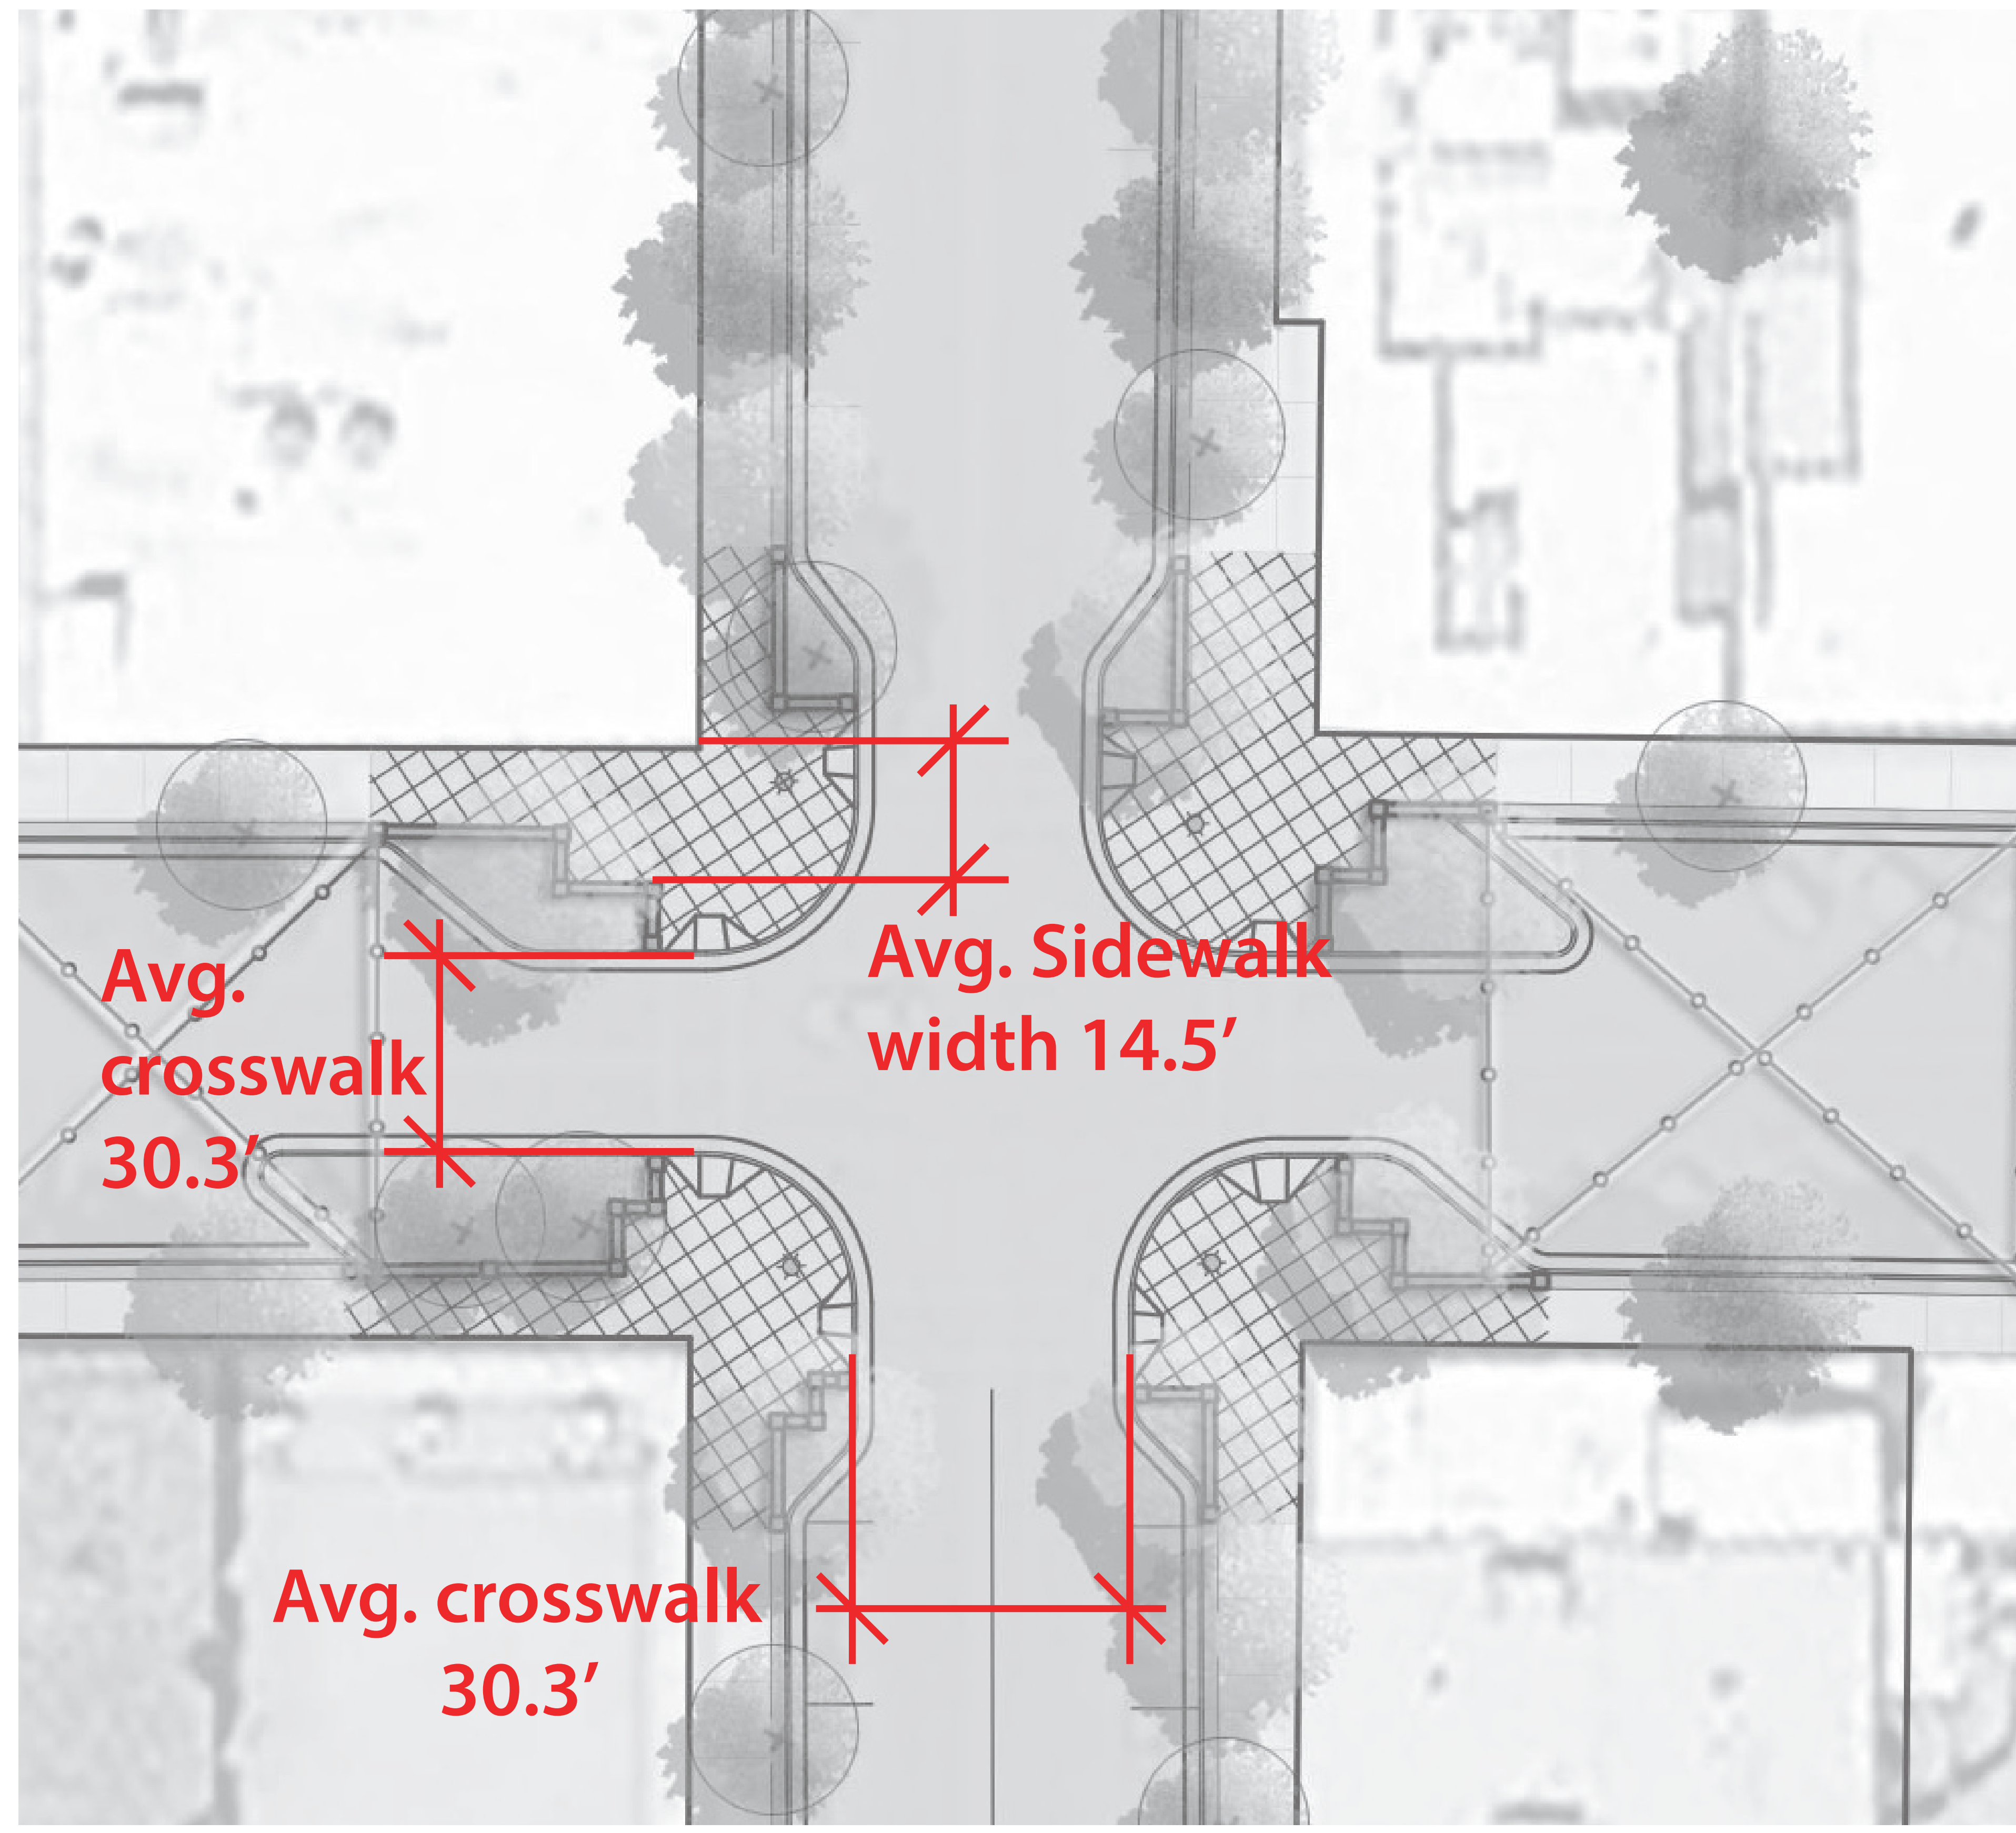 Avg. Sidewalk
width 14.5′
Avg.
crosswalk
30.3′
Avg. crosswalk
30.3′